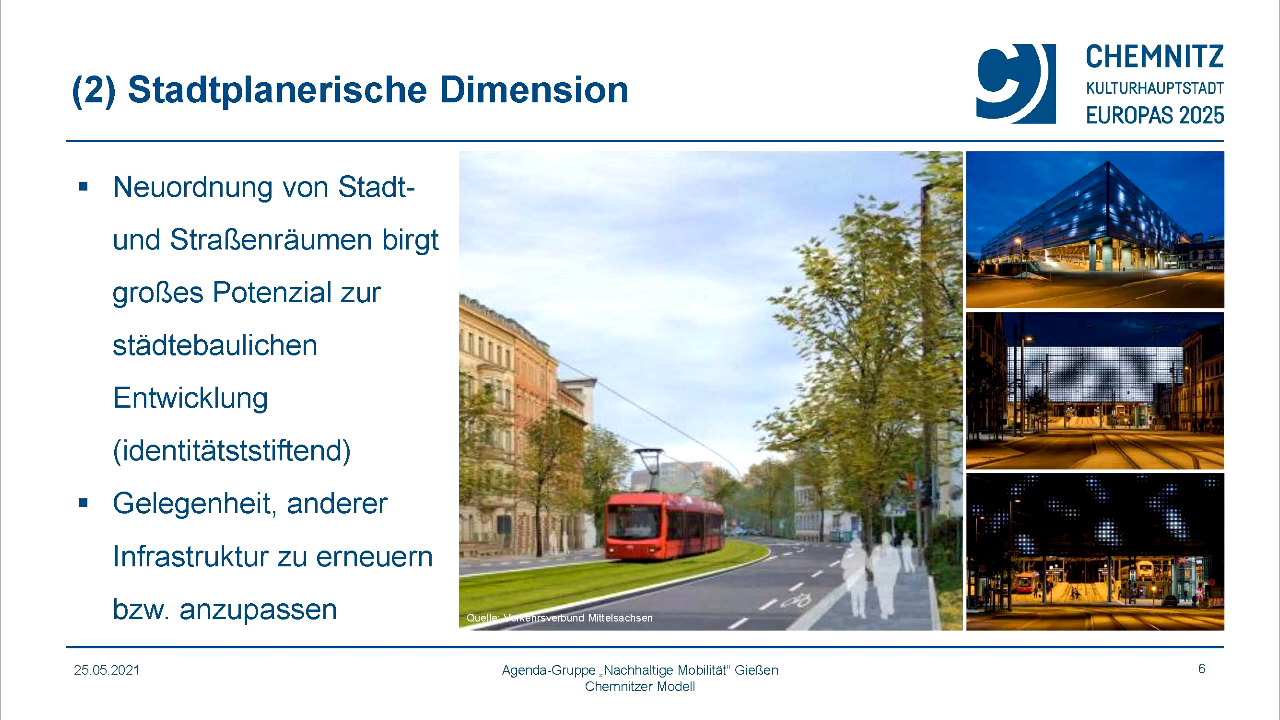 (2) Stadtplanerische Dimension
CHEMNITZ
KULTURHAUPTSTADT
EUROPAS 2025
▪ Neuordnung von Stadt-
und Straßenräumen birgt
großes Potenzial zur
städtebaulichen
Entwicklung
(identitätststiftend)
▪ Gelegenheit, anderer
Infrastruktur zu erneuern
bzw. anzupassen
Quelle: Verkehrsverbund Mittelsachsen
25.05.2021
Agenda-Gruppe „Nachhaltige Mobilität“ Gießen
Chemnitzer Modell
6